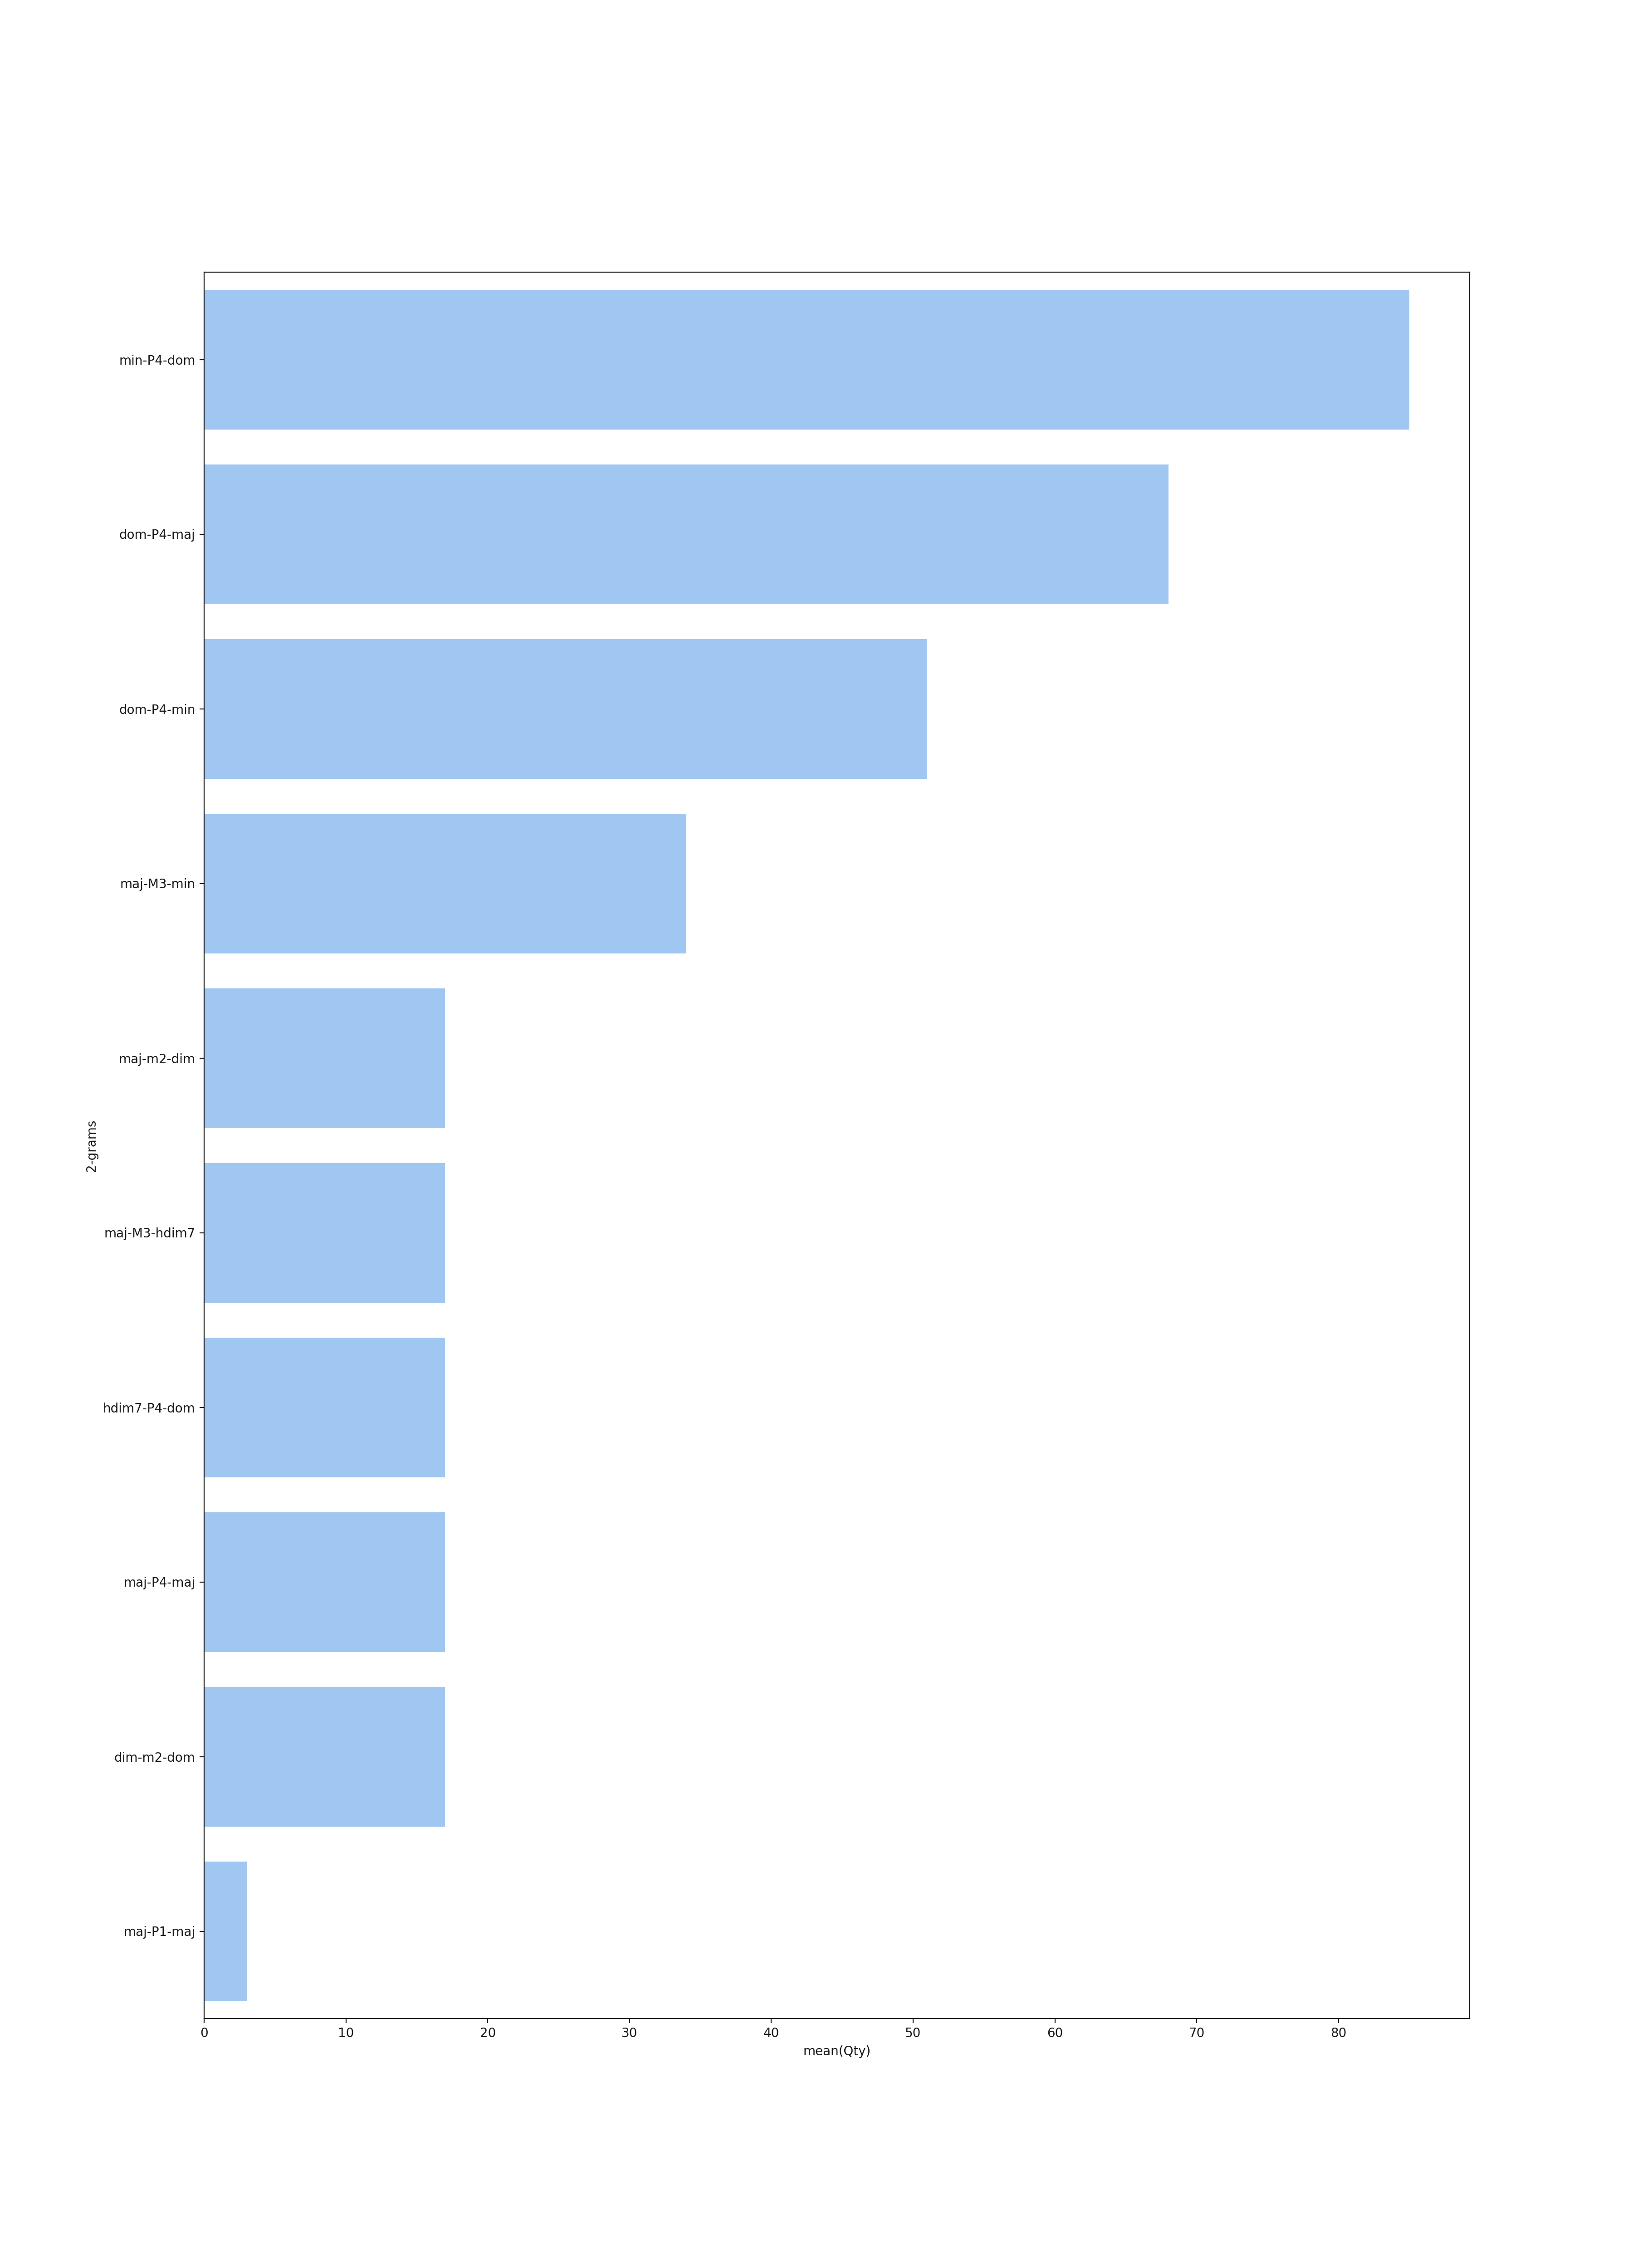 min-P4-dom
dom-P4-maj
dom-P4-min
maj-M3-min
maj-m2-dim
2-grams
maj-M3-hdim7
hdim7-P4-dom
maj-P4-maj
dim-m2-dom
maj-P1-maj
0 10 20 30 40 50 60 70 80
mean(Qty)